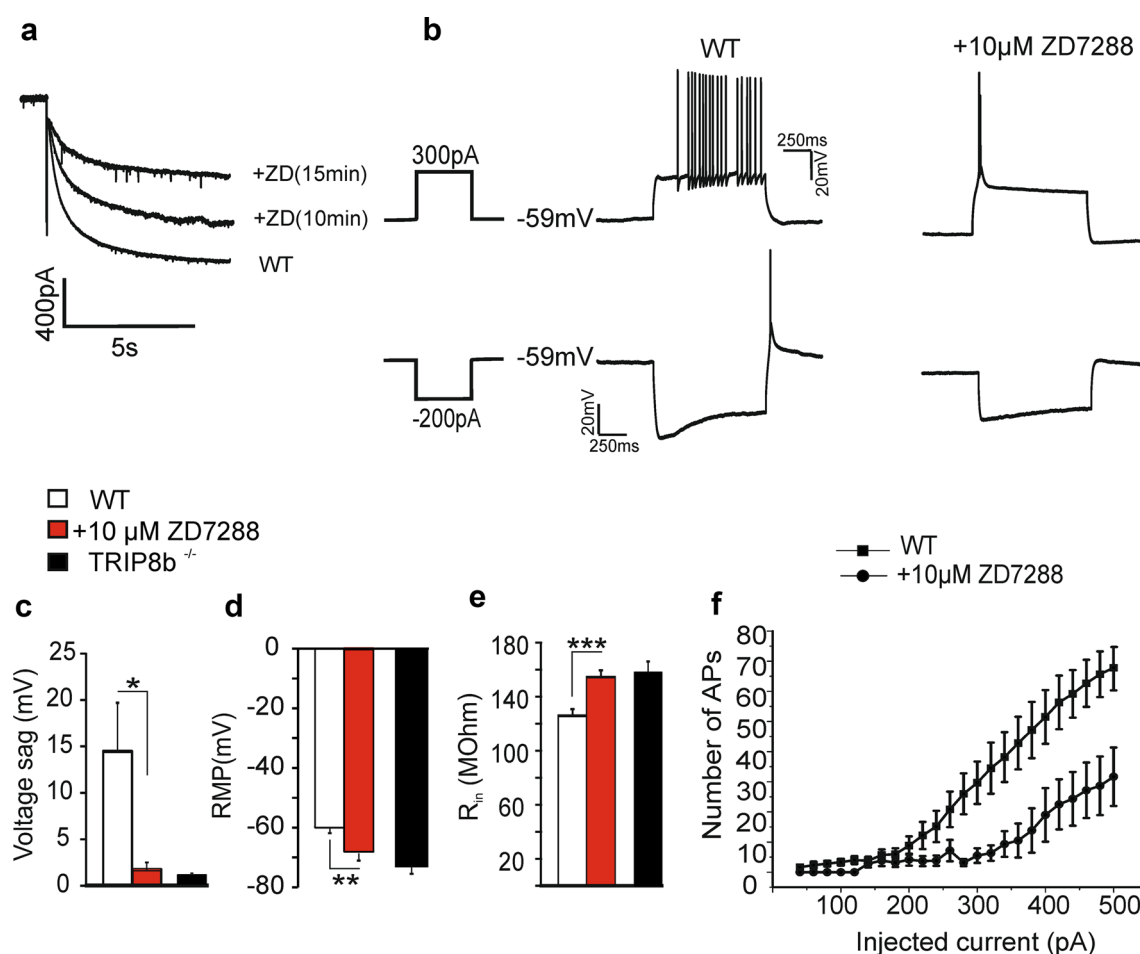 a
+ZD(15min)
+ZD(10min)
WT
400pA
5s
b
WT
+10µM ZD7288
300pA
-59mV
250ms
20mV
-59mV
-200pA
20mV
250ms
WT
+10 µM ZD7288
TRIP8b -/-
c
Voltage sag (mV)
25
20
15
10
5
0
*
d
RMP(mV)
0
-20
-40
-60
-80
**
e
Rin (MOhm)
180
140
100
60
20
***
WT
+10µM ZD7288
f
Number of APs
80
70
60
50
40
30
20
10
0
100
200
300
400
500
Injected current (pA)